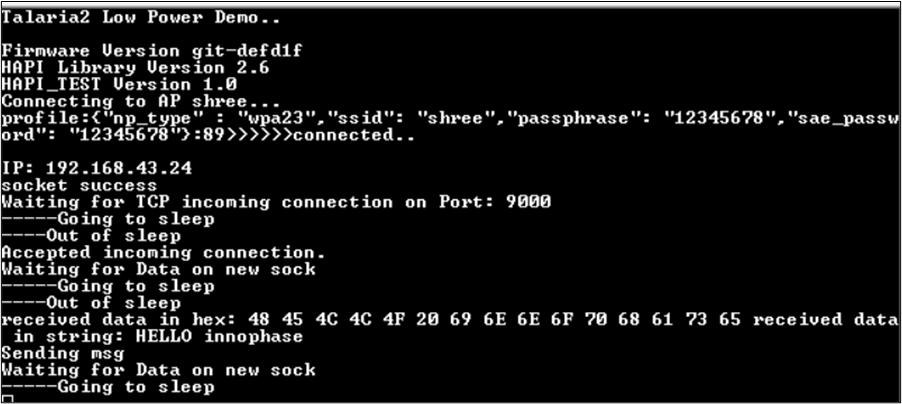 Talaria2 Low Power Demo..
Firmware Version git-defd1f
HAPI Library Version 2.6
HAPI_TEST Version 1.0
Connecting to AP shree...
profile:{"np_type" : "wpa23","ssid": "shree","passphrase": "12345678","sae_passw
ord": "12345678"}:89>>>>>>connected..
IP: 192.168.43.24
socket success
Waiting for TCP incoming connection on Port: 9000
-----Going to sleep
----Out of sleep
Accepted incoming connection.
Waiting for Data on new sock
-----Going to sleep
----Out of sleep
received data in hex: 48 45 4C 4C 4F 20 69 6E 6E 6F 70 68 61 73 65 received data
 in string: HELLO innophase
Sending msg
Waiting for Data on new sock
-----Going to sleep